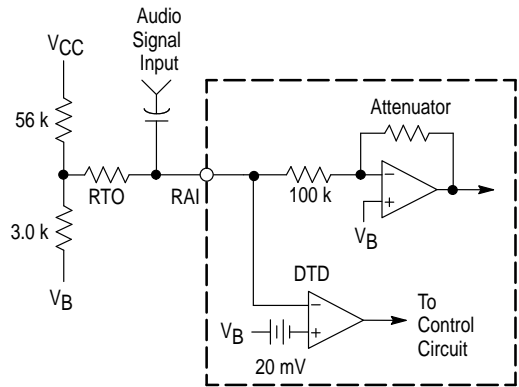 Audio
Signal
Input
VCC
56 k
RTO
RAI
3.0 k
VB
Attenuator
100 k
−
+
VB
DTD
−
+
VB
20 mV
To
Control
Circuit